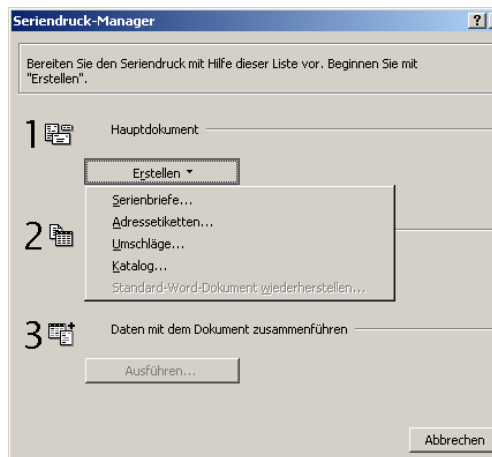 Seriendruck-Manager
Bereiten Sie den Seriendruck mit Hilfe dieser Liste vor. Beginnen Sie mit
"Erstellen".
1 Hauptdokument
Erstellen
Serienbriefe...
Adressetiketten...
2
Umschläge...
Katalog...
Standard-Word-Dokument wiederherstellen...
3 Daten mit dem Dokument zusammenführen
Ausführen...
Abbrechen